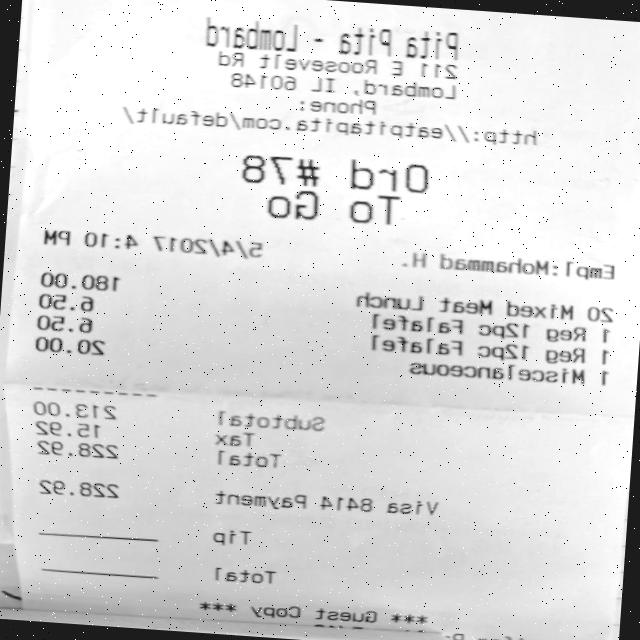 Pita Pita - Lombard
211 E Roosevelt Rd
Lombard, IL 60148
Phone:
http://eatpitapita.com/default/
Ord #78
To Go
Empl:Mohammad H. 5/4/2017 4:10 PM
20 Mixed Meat Lunch 180.00
1 Reg 12pc Falafel 6.50
1 Reg 12pc Falafel 6.50
1 Miscellaneous 20.00
Subtotal 213.00
Tax 15.92
Total 228.92
Visa 8414 Payment 228.92
Tip
Total
*** Guest Copy ***